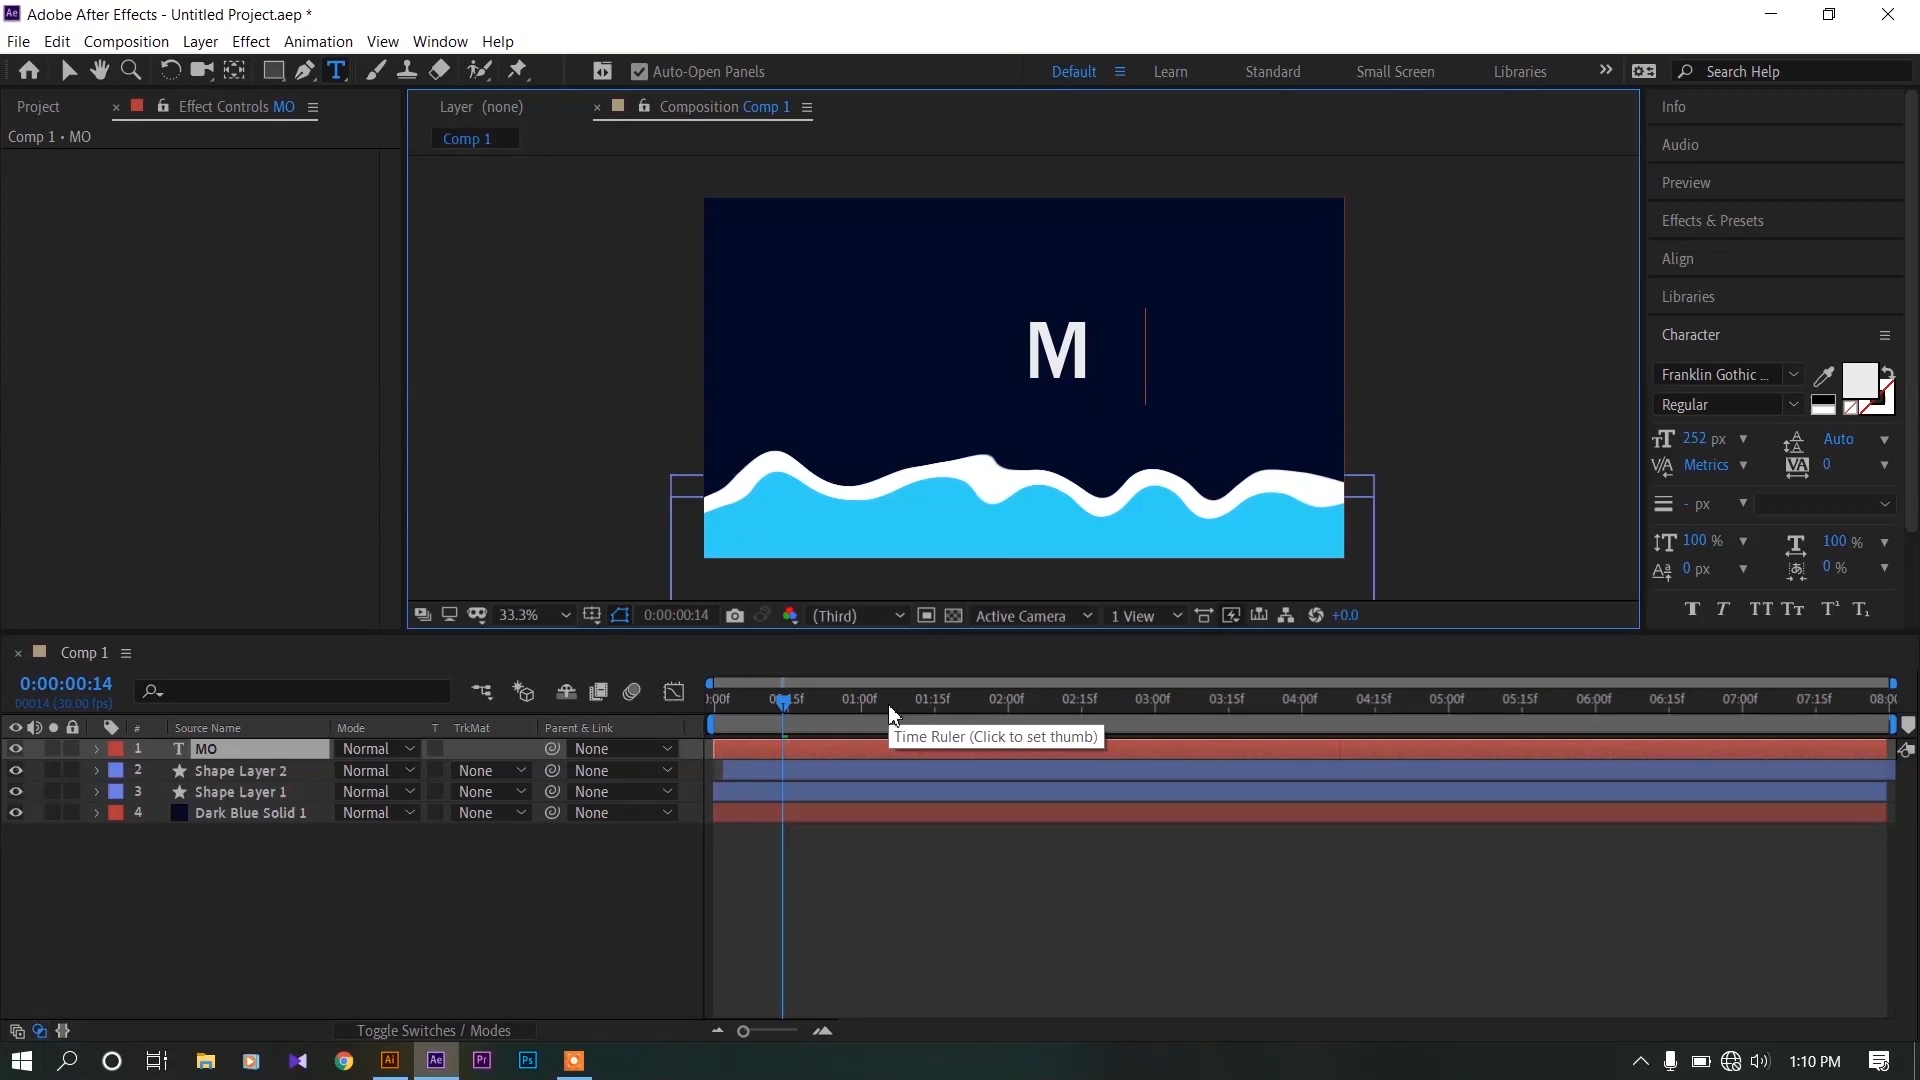 Adobe After Effects - Untitled Project.aep *
File Edit Composition Layer Effect Animation View Window Help
Auto-Open Panels
Default Learn Standard Small Screen Libraries Search Help
Project Effect Controls MO Layer (none) Composition Comp 1
Comp 1 • MO
Comp 1
Info
Audio
Preview
Effects & Presets
Align
Libraries
Character
Franklin Gothic ...
Regular
252 px Auto
Metrics 0
- px
100 % 100 %
0 px 0 %
M
33.3% 0:00:00:14 (Third) Active Camera 1 View +0.0
Comp 1
0:00:00:14
00014 (30.00 fps)
:00f 00:15f 01:00f 01:15f 02:00f 02:15f 03:00f 03:15f 04:00f 04:15f 05:00f 05:15f 06:00f 06:15f 07:00f 07:15f 08:00
# Source Name Mode T TrkMat Parent & Link
Time Ruler (Click to set thumb)
1 T MO Normal None
2 Shape Layer 2 Normal None None
3 Shape Layer 1 Normal None None
4 Dark Blue Solid 1 Normal None None
Toggle Switches / Modes
Ai Ae Pr Ps 1:10 PM